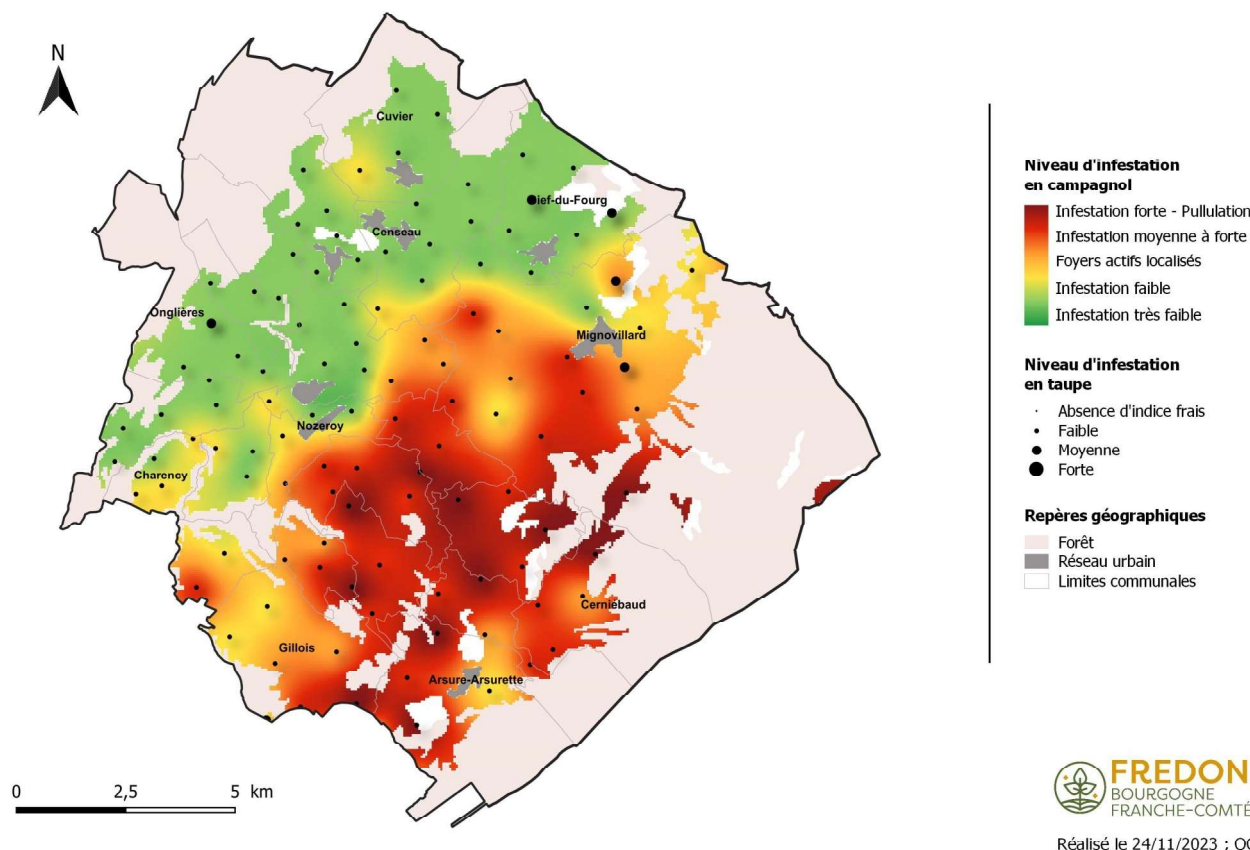 N
Cuvier
Bief-du-Fourg
Censeau
Onglières
Mignovillard
Nozeroy
Charency
Cerniébaud
Gillois
Arsure-Arsurette
0 2,5 5 km
Niveau d'infestation
en campagnol
Infestation forte - Pullulation
Infestation moyenne à forte
Foyers actifs localisés
Infestation faible
Infestation très faible
Niveau d'infestation
en taupe
Absence d'indice frais
Faible
Moyenne
Forte
Repères géographiques
Forêt
Réseau urbain
Limites communales
FREDON
BOURGOGNE
FRANCHE-COMTÉ
Réalisé le 24/11/2023 ;